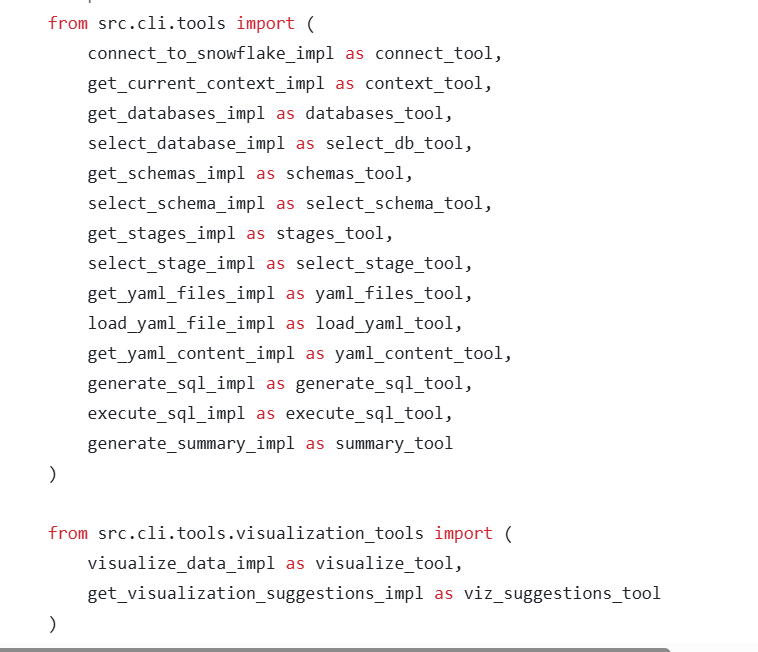 from src.cli.tools import (
    connect_to_snowflake_impl as connect_tool,
    get_current_context_impl as context_tool,
    get_databases_impl as databases_tool,
    select_database_impl as select_db_tool,
    get_schemas_impl as schemas_tool,
    select_schema_impl as select_schema_tool,
    get_stages_impl as stages_tool,
    select_stage_impl as select_stage_tool,
    get_yaml_files_impl as yaml_files_tool,
    load_yaml_file_impl as load_yaml_tool,
    get_yaml_content_impl as yaml_content_tool,
    generate_sql_impl as generate_sql_tool,
    execute_sql_impl as execute_sql_tool,
    generate_summary_impl as summary_tool
)

from src.cli.tools.visualization_tools import (
    visualize_data_impl as visualize_tool,
    get_visualization_suggestions_impl as viz_suggestions_tool
)